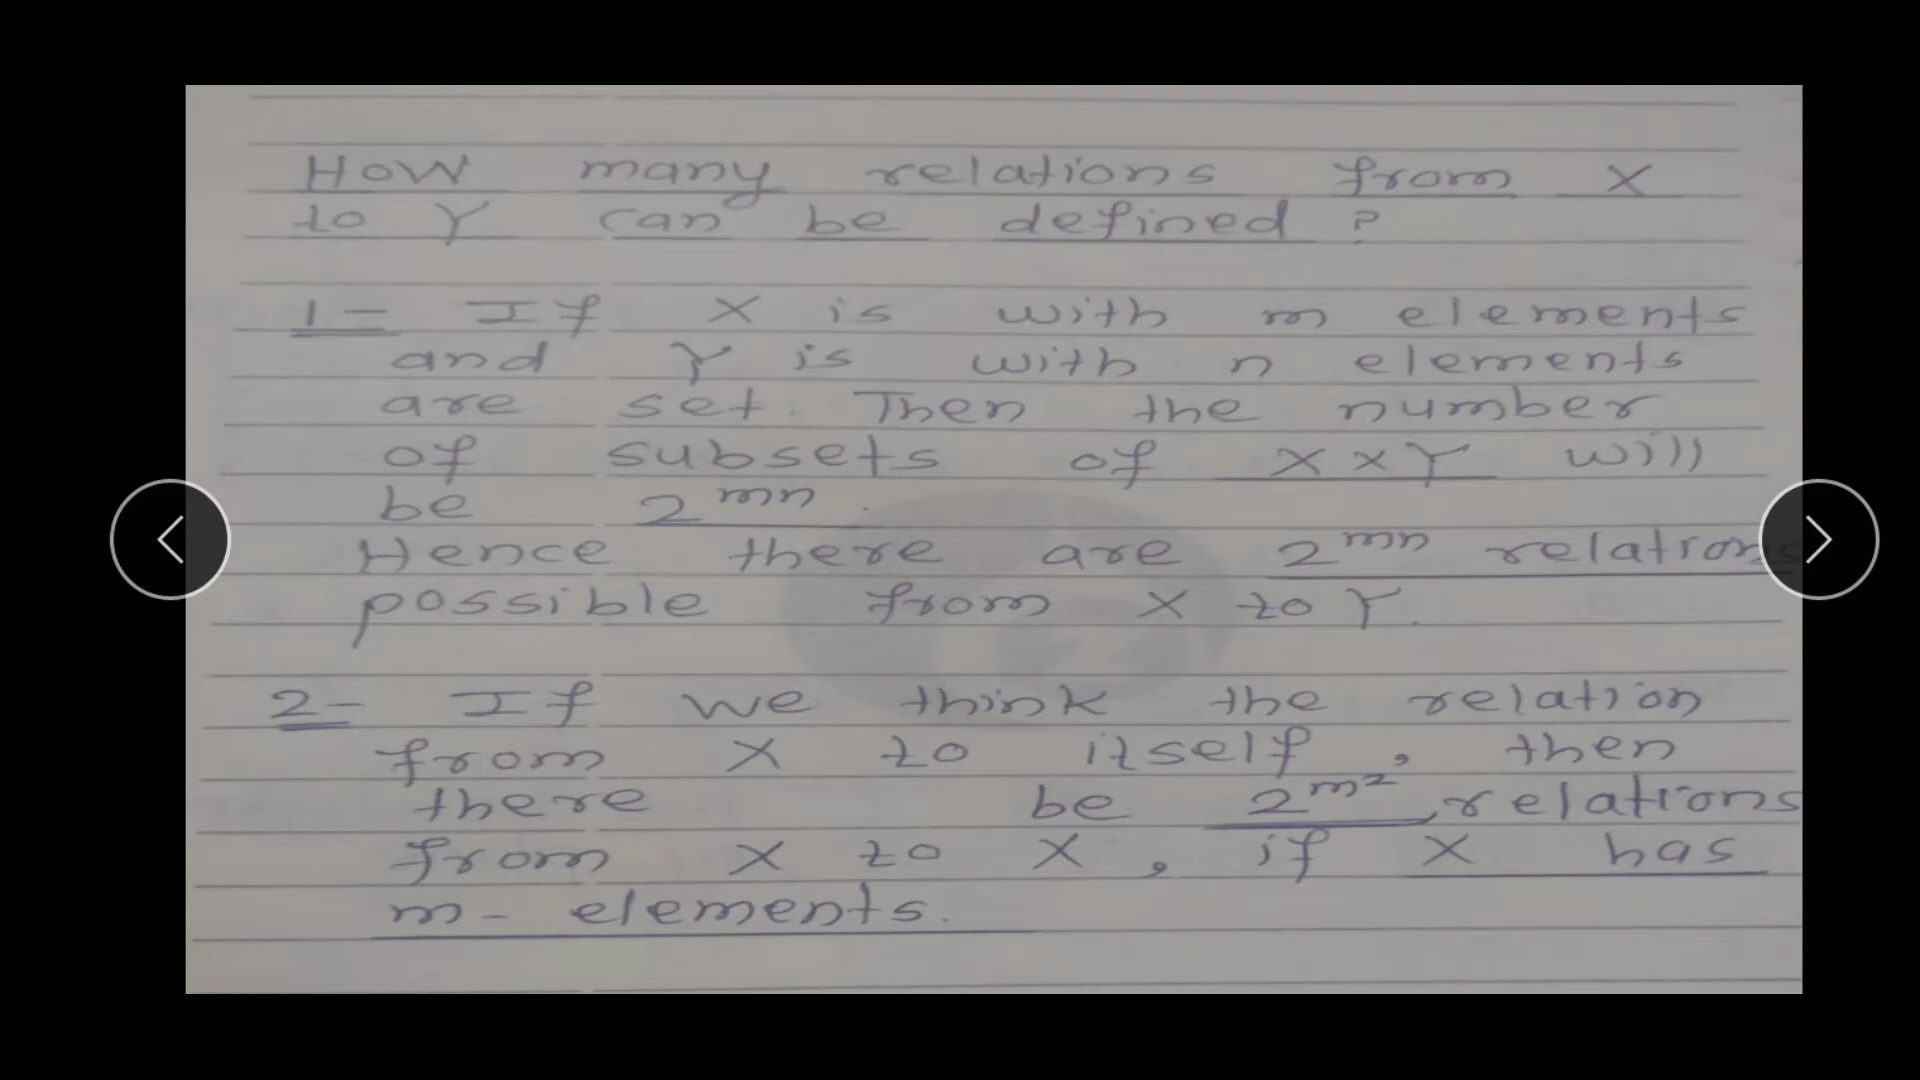 How many relations from X
to Y can be defined ?
1- If X is with m elements
and Y is with n elements
are set. Then the number
of subsets of X x Y will
be 2^mn.
Hence there are 2^mn relations
possible from X to Y.
2- If we think the relation
from X to itself, then
there be 2^m², relations
from X to X, if X has
m- elements.